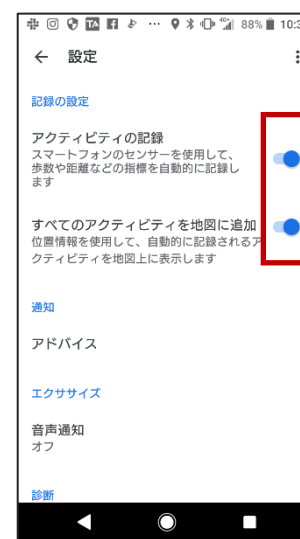 88% 10:3
設定
記録の設定
アクティビティの記録
スマートフォンのセンサーを使用して、
歩数や距離などの指標を自動的に記録し
ます
すべてのアクティビティを地図に追加
位置情報を使用して、自動的に記録されるア
クティビティを地図上に表示します
通知
アドバイス
エクササイズ
音声通知
オフ
診断